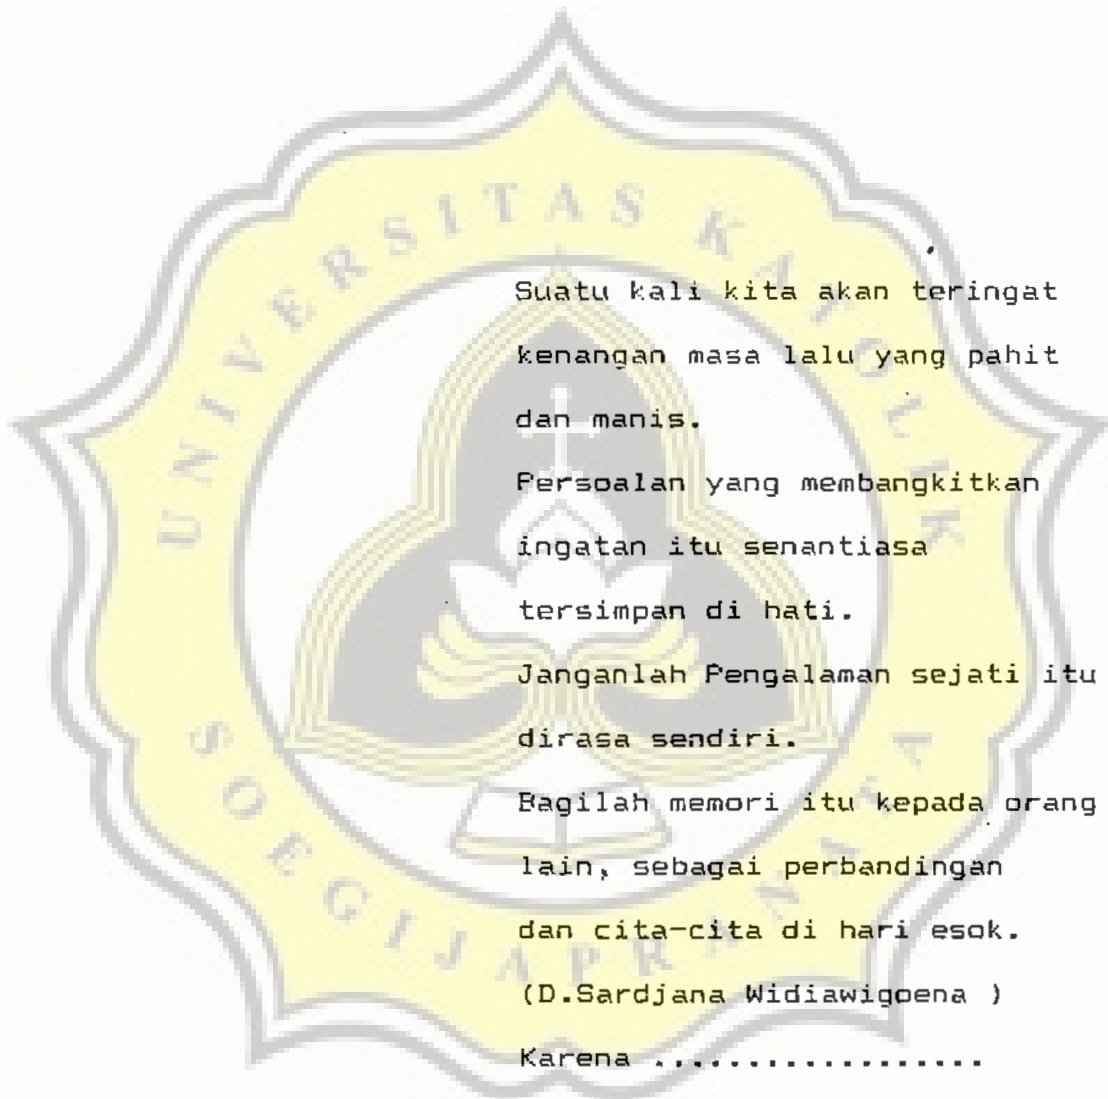 UNIVERSITAS KATOLIK
SOEGIJAPRANATA
Suatu kali kita akan teringat
kenangan masa lalu yang pahit
dan manis.
Persoalan yang membangkitkan
ingatan itu senantiasa
tersimpan di hati.
Janganlah Pengalaman sejati itu
dirasa sendiri.
Bagilah memori itu kepada orang
lain, sebagai perbandingan
dan cita-cita di hari esok.
(D.Sardjana Widiawigoena )
Karena ..................